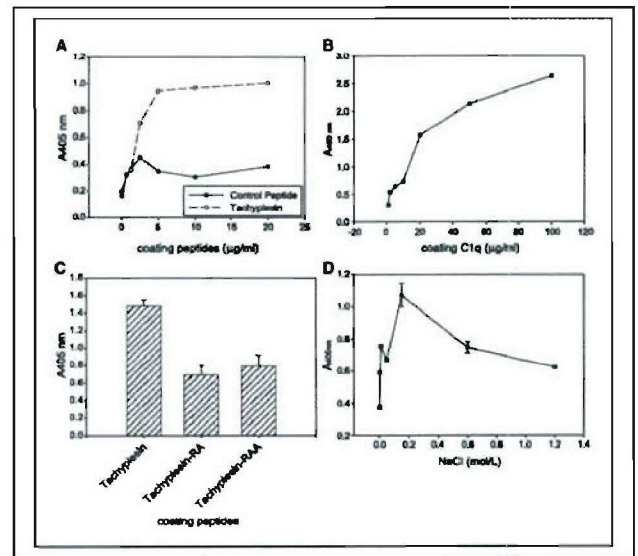 A
1.2
1.0
0.8
0.6
0.4
0.2
0.0
A405 nm
Control Peptide
Tachyplesin
0 5 10 15 20 25
coating peptides (µg/ml)
B
3.0
2.5
2.0
1.5
1.0
0.5
0.0
A405 nm
-20 0 20 40 60 80 100 120
coating C1q (µg/ml)
C
1.8
1.6
1.4
1.2
1.0
0.8
0.6
0.4
0.2
0.0
A405 nm
Tachyplesin
Tachyplesin-RA
Tachyplesin-RAA
coating peptides
D
1.2
1.0
0.8
0.6
0.4
0.2
A405nm
0.0 0.2 0.4 0.6 0.8 1.0 1.2 1.4
NaCl (mol/L)